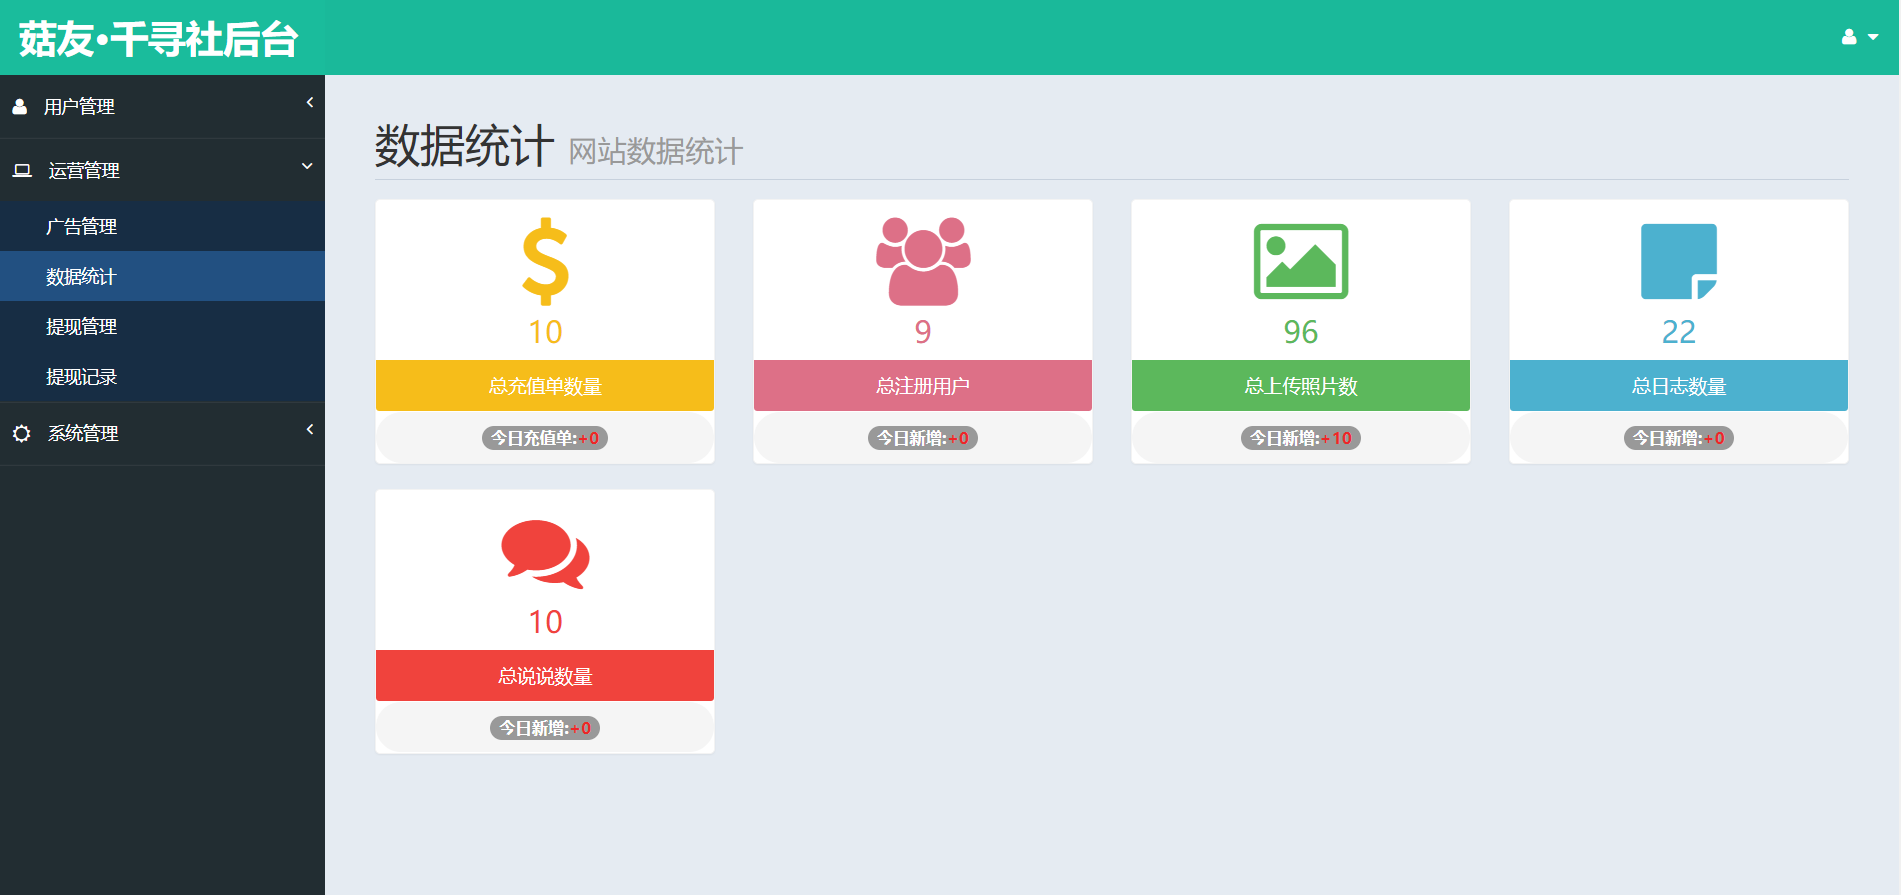 菇友·千寻社后台
用户管理
运营管理
广告管理
数据统计
提现管理
提现记录
系统管理
数据统计 网站数据统计
10
总充值单数量
今日充值单:+0
9
总注册用户
今日新增:+0
96
总上传照片数
今日新增:+10
22
总日志数量
今日新增:+0
10
总说说数量
今日新增:+0